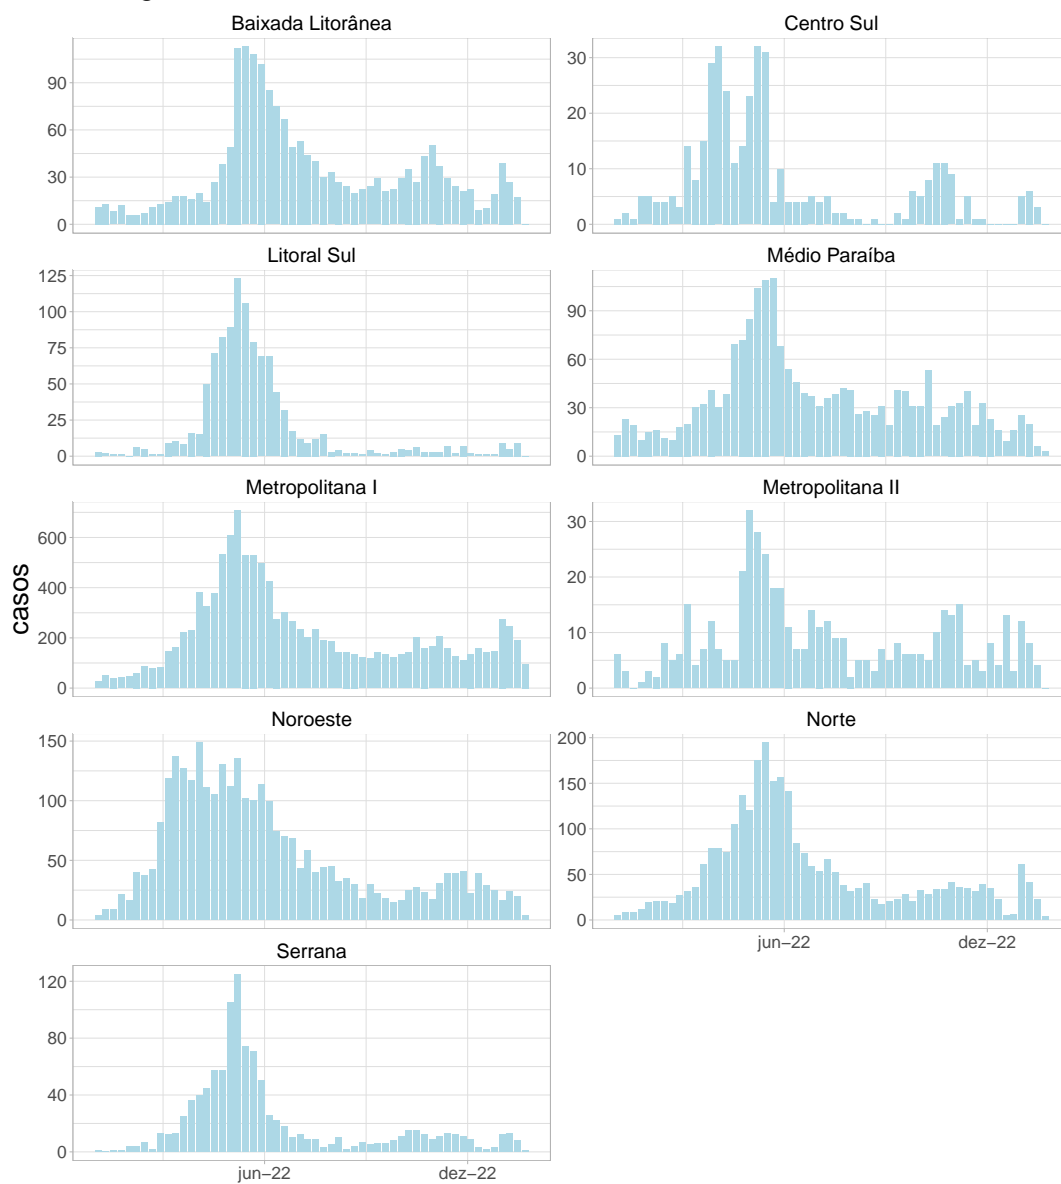 Baixada Litorânea
90
60
30
0
Centro Sul
30
20
10
0
Litoral Sul
125
100
75
50
25
0
Médio Paraíba
90
60
30
0
Metropolitana I
600
400
200
0
Metropolitana II
30
20
10
0
casos
Noroeste
150
100
50
0
Norte
200
150
100
50
0
jun–22
dez–22
Serrana
120
80
40
0
jun–22
dez–22